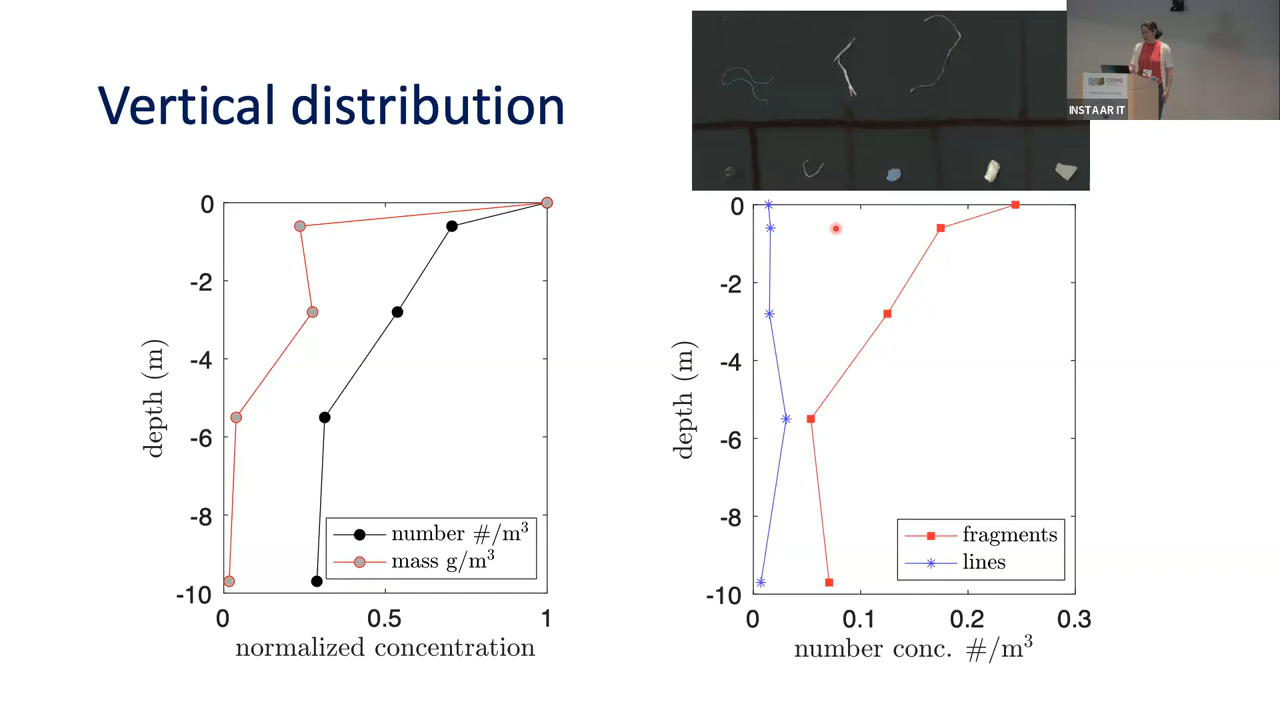 Vertical distribution
CSDMS
INSTAAR IT
0
-2
-4
-6
-8
-10
depth (m)
0
0.5
1
normalized concentration
number #/m³
mass g/m³
0
-2
-4
-6
-8
-10
depth (m)
0
0.1
0.2
0.3
number conc. #/m³
fragments
lines